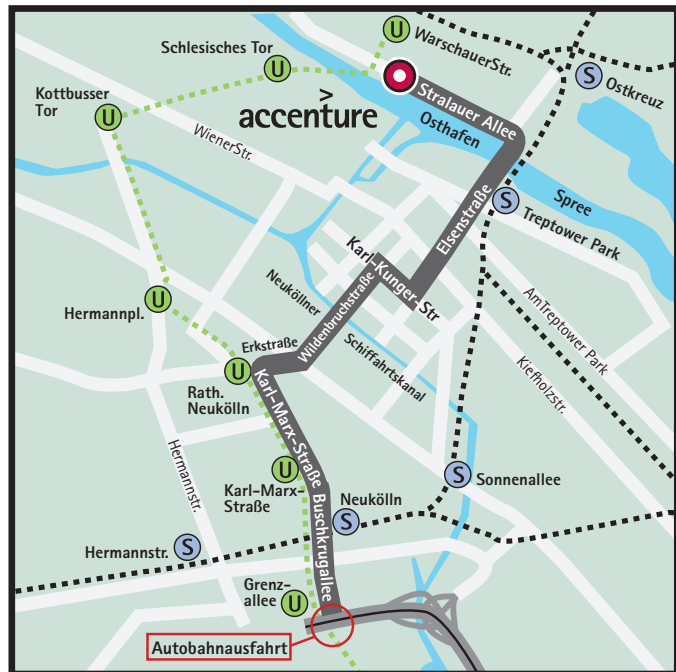 U
WarschauerStr.
Schlesisches Tor
U
S
Ostkreuz
Kottbusser
Tor
U
>
accenture
Stralauer Allee
Osthafen
WienerStr.
Elsenstraße
S
Spree
Treptower Park
Karl-Kunger-Str
Neuköllner
Schiffahrtskanal
Wildenbruchstraße
AmTreptower Park
Kiefholzstr.
U
Hermannpl.
Erkstraße
U
Rath.
Neukölln
Karl-Marx-Straße
Hermannstr.
U
Karl-Marx-
Straße
Buschkrugallee
Neukölln
S
S
Sonnenallee
Hermannstr.
S
Grenz-
allee
U
Autobahnausfahrt